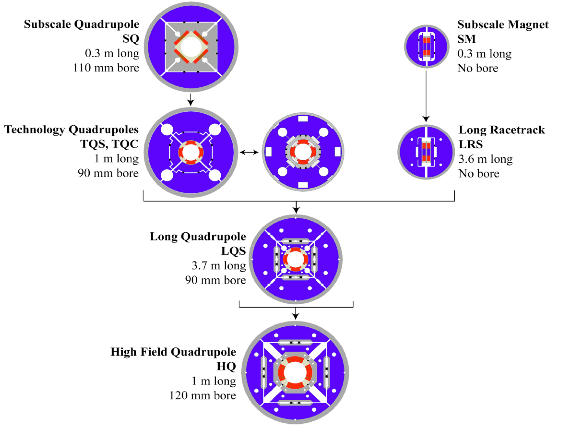 Subscale Quadrupole
SQ
0.3 m long
110 mm bore
Subscale Magnet
SM
0.3 m long
No bore
Technology Quadrupoles
TQS, TQC
1 m long
90 mm bore
Long Racetrack
LRS
3.6 m long
No bore
Long Quadrupole
LQS
3.7 m long
90 mm bore
High Field Quadrupole
HQ
1 m long
120 mm bore